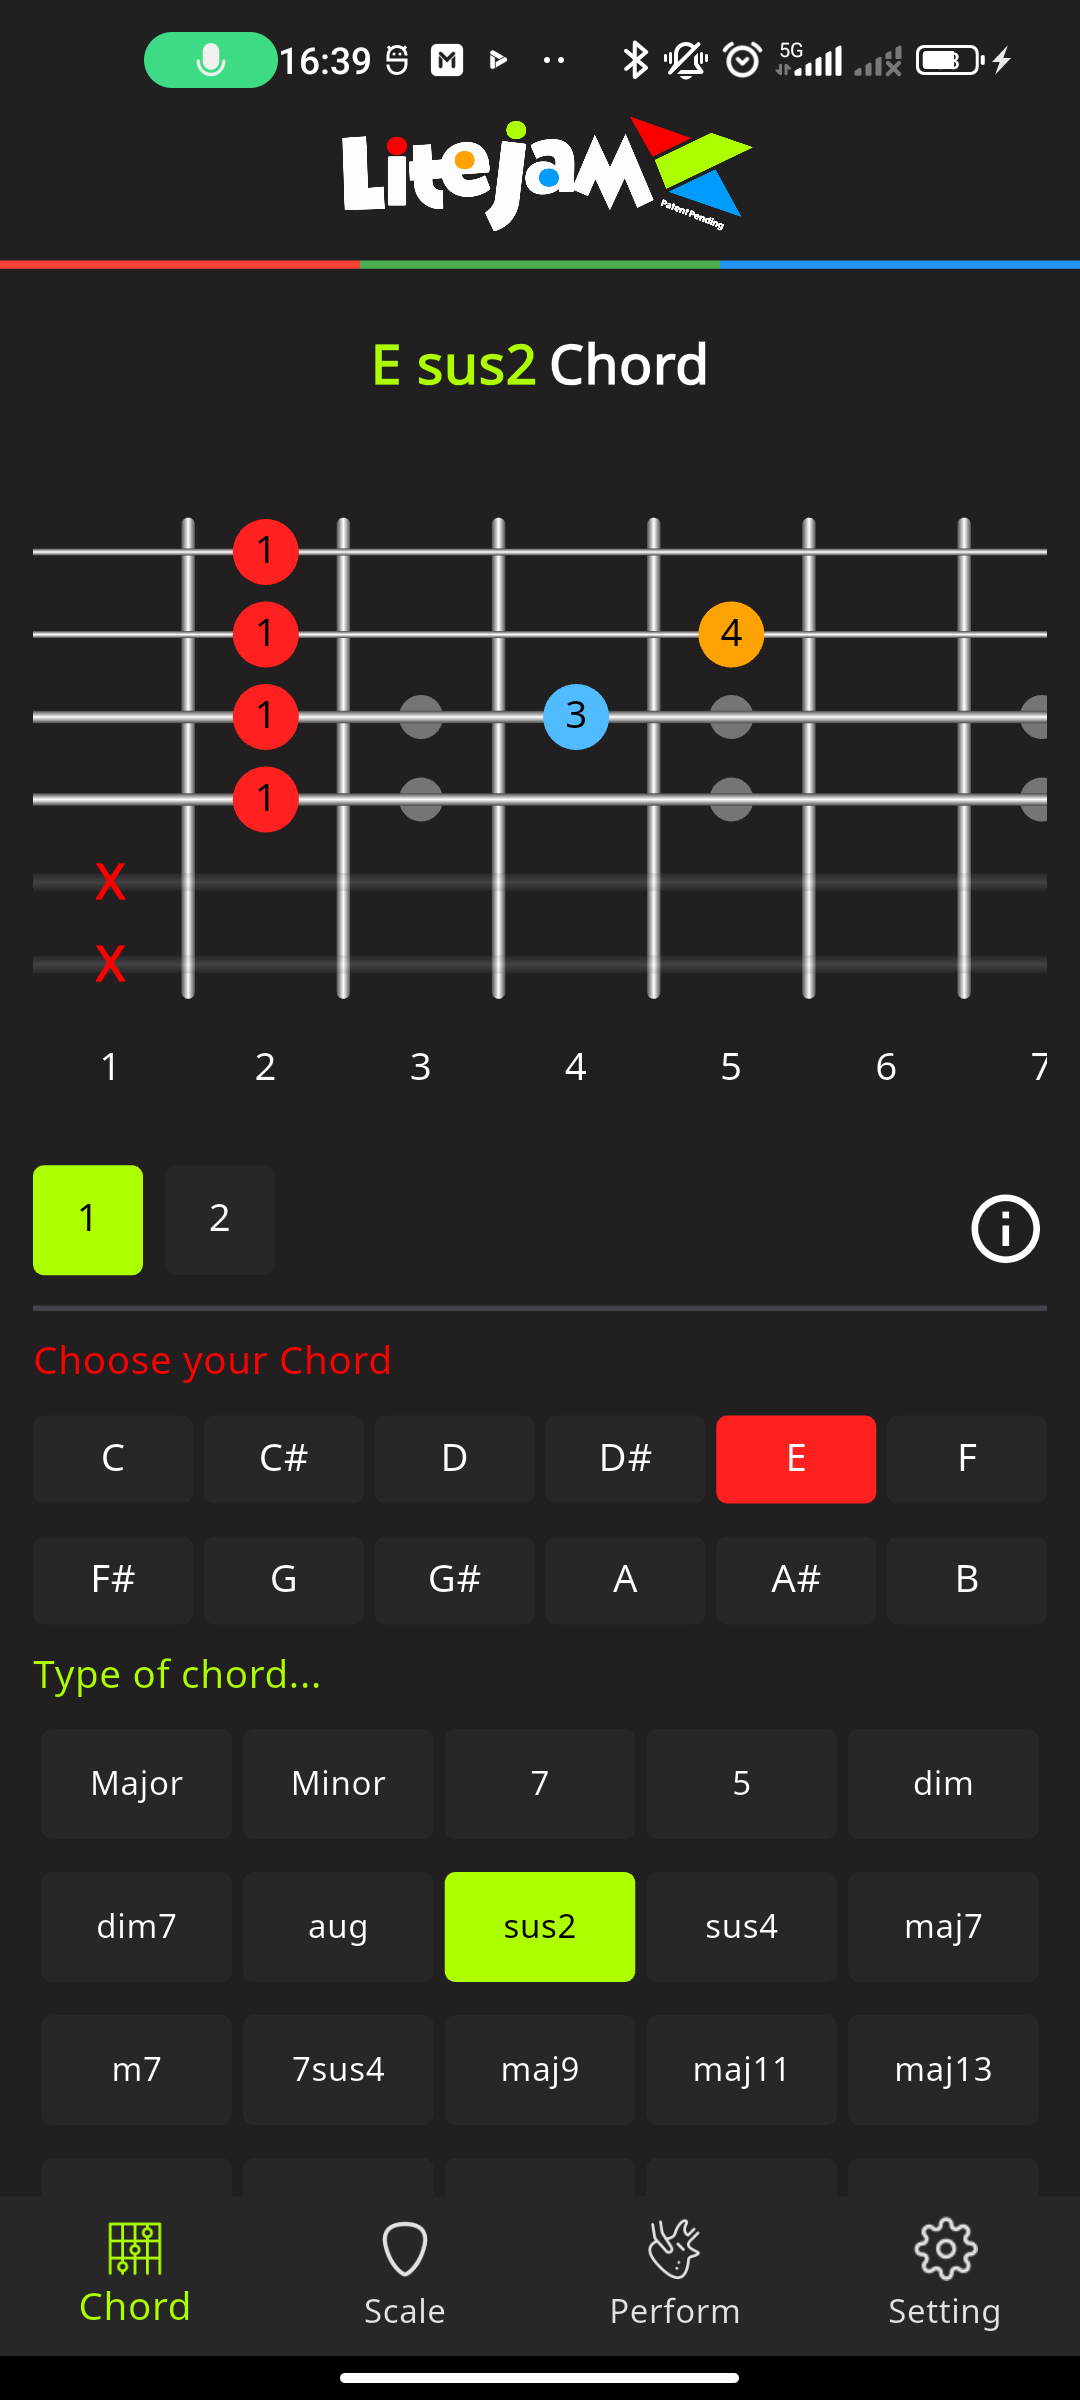 16:39
5G
LitejaM
Patent Pending
E sus2 Chord
1
1 4
1 3
1
X
X
1 2 3 4 5 6 7
1 2
Choose your Chord
C C# D D# E F
F# G G# A A# B
Type of chord...
Major Minor 7 5 dim
dim7 aug sus2 sus4 maj7
m7 7sus4 maj9 maj11 maj13
Chord Scale Perform Setting